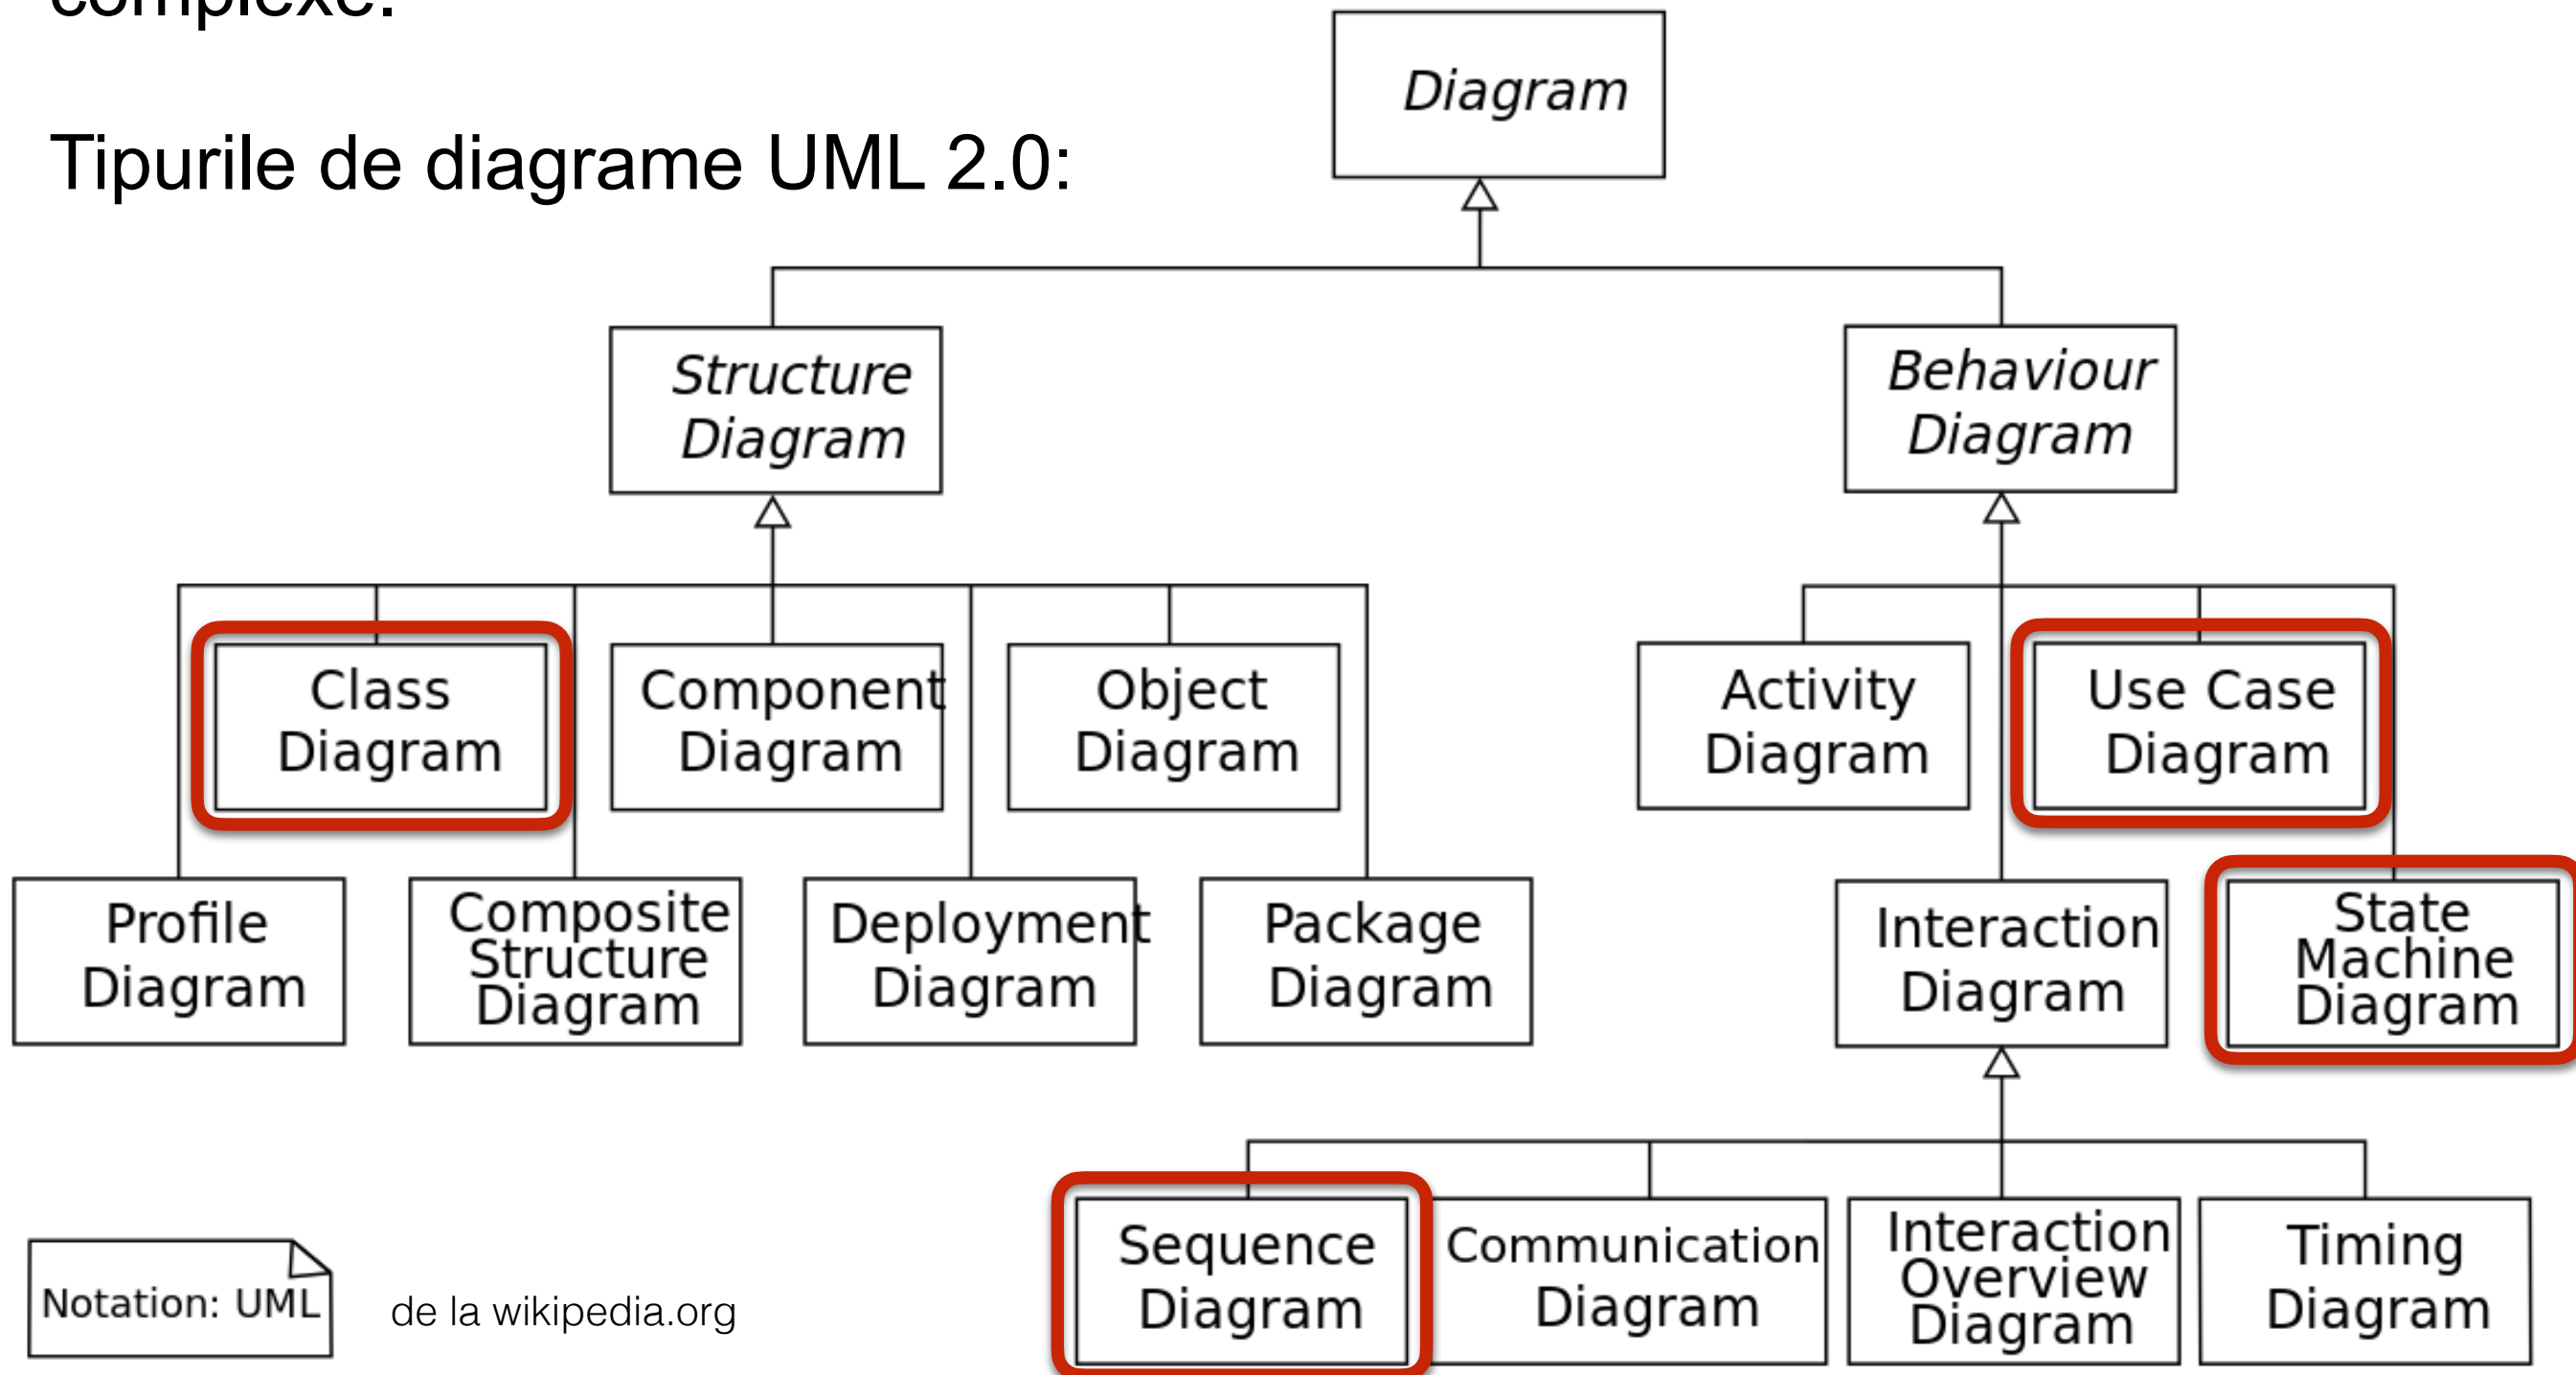 complexe.
Tipurile de diagrame UML 2.0:
Diagram
Structure
Diagram
Behaviour
Diagram
Class
Diagram
Component
Diagram
Object
Diagram
Activity
Diagram
Use Case
Diagram
Profile
Diagram
Composite
Structure
Diagram
Deployment
Diagram
Package
Diagram
Interaction
Diagram
State
Machine
Diagram
Sequence
Diagram
Communication
Diagram
Interaction
Overview
Diagram
Timing
Diagram
Notation: UML
de la wikipedia.org